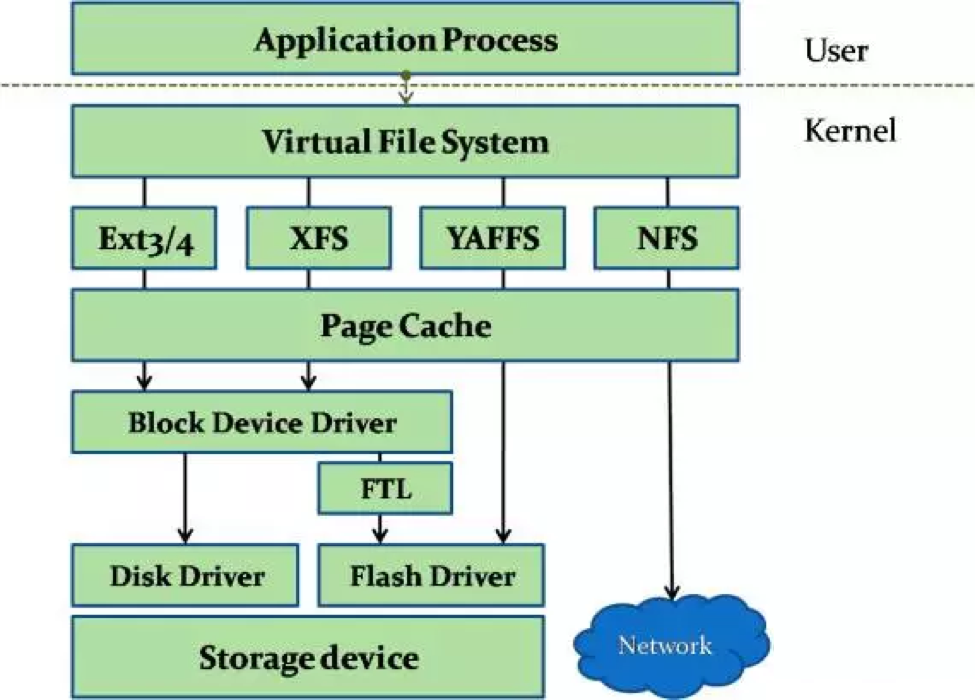 Application Process
User
Virtual File System
Kernel
Ext3/4
XFS
YAFFS
NFS
Page Cache
Block Device Driver
FTL
Disk Driver
Flash Driver
Storage device
Network